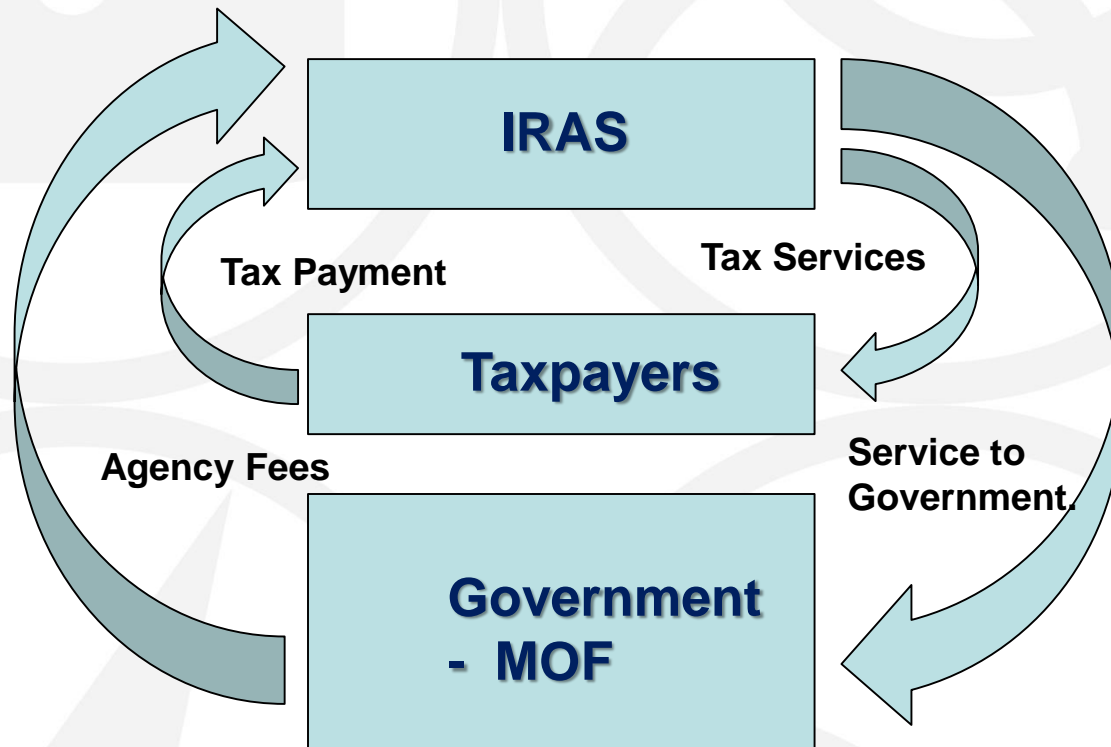 IRAS
Tax Payment
Tax Services
Taxpayers
Agency Fees
Service to
Government.
Government
- MOF